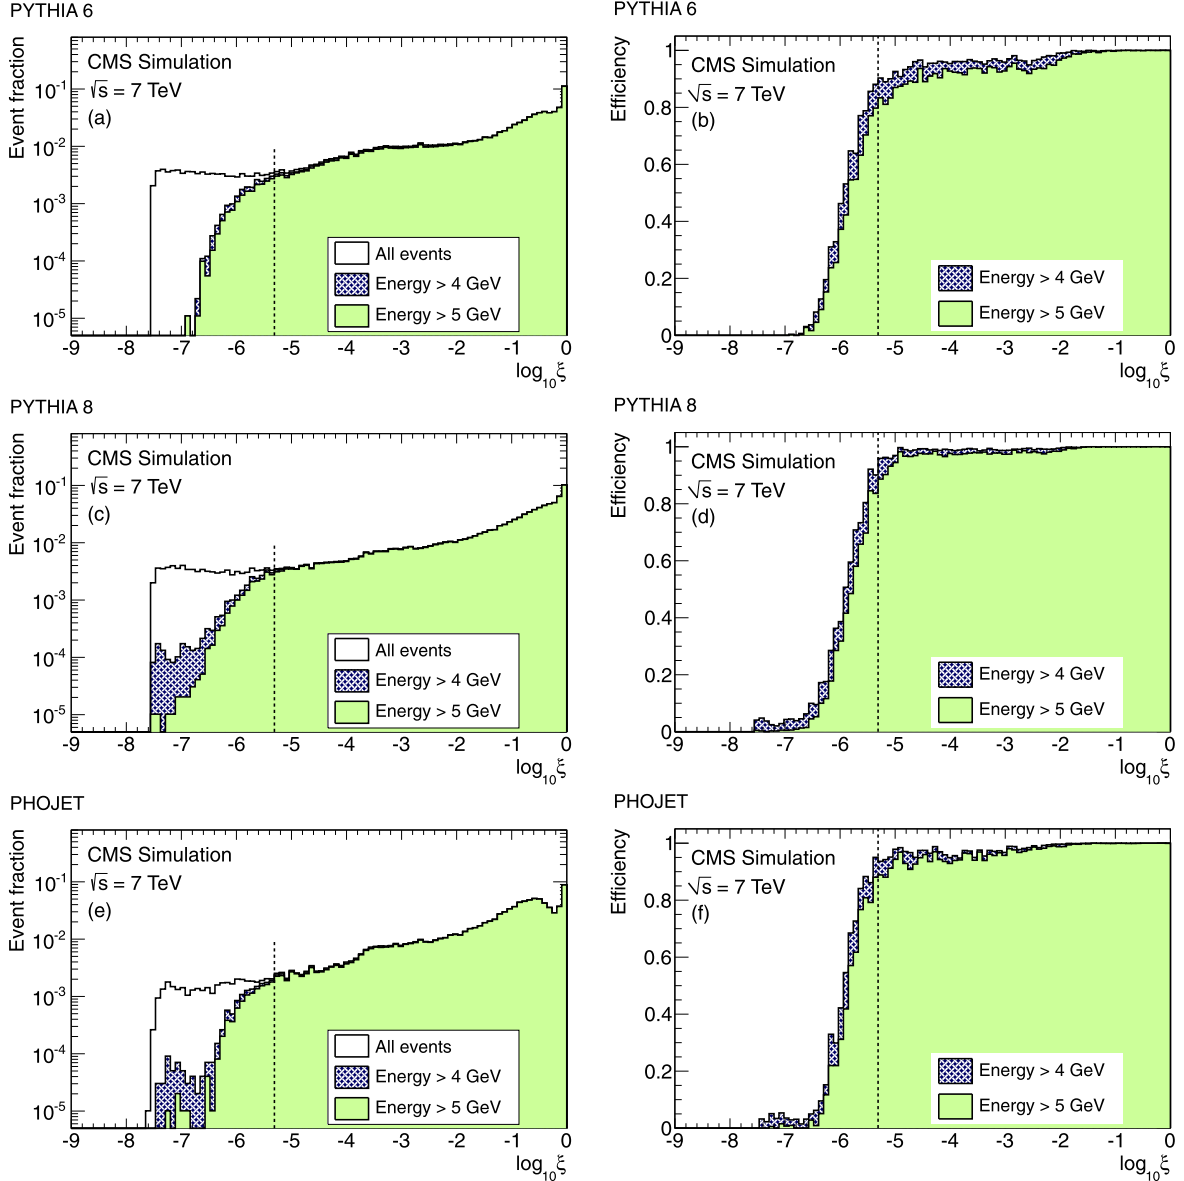 PYTHIA 6
Event fraction
CMS Simulation
√s = 7 TeV
(a)
10⁻¹
10⁻²
10⁻³
10⁻⁴
10⁻⁵
All events
Energy > 4 GeV
Energy > 5 GeV
-9 -8 -7 -6 -5 -4 -3 -2 -1 0
log₁₀ξ
PYTHIA 6
Efficiency
CMS Simulation
√s = 7 TeV
(b)
1
0.8
0.6
0.4
0.2
0
Energy > 4 GeV
Energy > 5 GeV
-9 -8 -7 -6 -5 -4 -3 -2 -1 0
log₁₀ξ
PYTHIA 8
Event fraction
CMS Simulation
√s = 7 TeV
(c)
10⁻¹
10⁻²
10⁻³
10⁻⁴
10⁻⁵
All events
Energy > 4 GeV
Energy > 5 GeV
-9 -8 -7 -6 -5 -4 -3 -2 -1 0
log₁₀ξ
PYTHIA 8
Efficiency
CMS Simulation
√s = 7 TeV
(d)
1
0.8
0.6
0.4
0.2
0
Energy > 4 GeV
Energy > 5 GeV
-9 -8 -7 -6 -5 -4 -3 -2 -1 0
log₁₀ξ
PHOJET
Event fraction
CMS Simulation
√s = 7 TeV
(e)
10⁻¹
10⁻²
10⁻³
10⁻⁴
10⁻⁵
All events
Energy > 4 GeV
Energy > 5 GeV
-9 -8 -7 -6 -5 -4 -3 -2 -1 0
log₁₀ξ
PHOJET
Efficiency
CMS Simulation
√s = 7 TeV
(f)
1
0.8
0.6
0.4
0.2
0
Energy > 4 GeV
Energy > 5 GeV
-9 -8 -7 -6 -5 -4 -3 -2 -1 0
log₁₀ξ